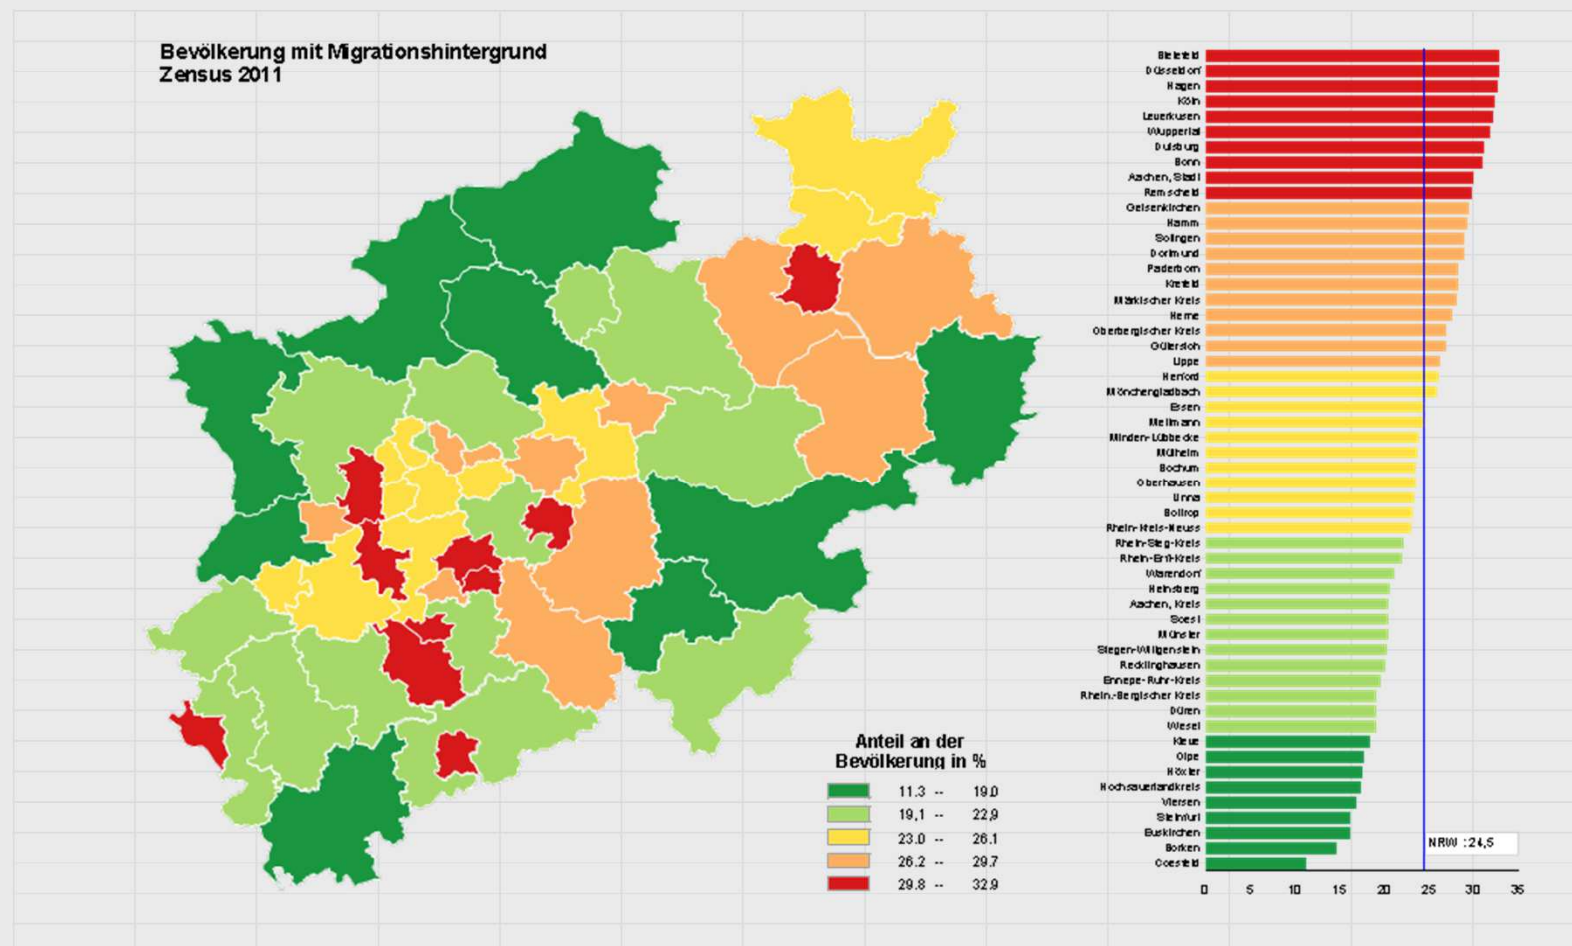 Bevölkerung mit Migrationshintergrund
Zensus 2011
Bielefeld
Düsseldorf
Hagen
Köln
Leverkusen
Wuppertal
Duisburg
Bonn
Aachen, Stadt
Remscheid
Gelsenkirchen
Hamm
Solingen
Dortmund
Paderborn
Krefeld
Märkischer Kreis
Herne
Oberbergischer Kreis
Gütersloh
Lippe
Herford
Mönchengladbach
Essen
Mettmann
Minden-Lübbecke
Mülheim
Bochum
Oberhausen
Unna
Bottrop
Rhein-Kreis-Neuss
Rhein-Sieg-Kreis
Rhein-Erft-Kreis
Warendorf
Heinsberg
Aachen, Kreis
Soest
Münster
Siegen-Wittgenstein
Recklinghausen
Ennepe-Ruhr-Kreis
Rhein.-Bergischer Kreis
Düren
Wesel
Kleve
Olpe
Höxter
Hochsauerlandkreis
Viersen
Steinfurt
Euskirchen
Borken
Coesfeld
NRW : 24,5
0 5 10 15 20 25 30 35
Anteil an der
Bevölkerung in %
11.3 -- 19.0
19,1 -- 22,9
23.0 -- 26.1
26.2 -- 29.7
29.8 -- 32.9